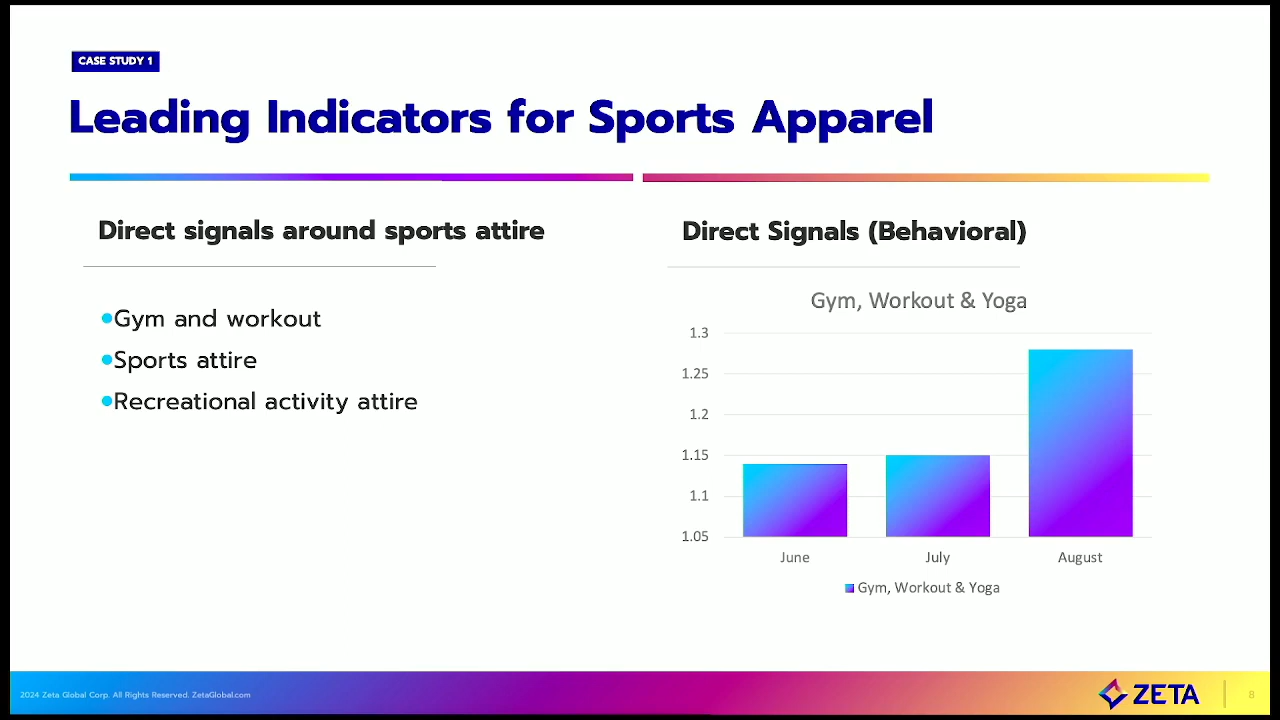 CASE STUDY 1
Leading Indicators for Sports Apparel
Direct signals around sports attire
•Gym and workout
•Sports attire
•Recreational activity attire
Direct Signals (Behavioral)
Gym, Workout & Yoga
1.3
1.25
1.2
1.15
1.1
1.05
June July August
Gym, Workout & Yoga
2024 Zeta Global Corp. All Rights Reserved. ZetaGlobal.com
ZETA
8